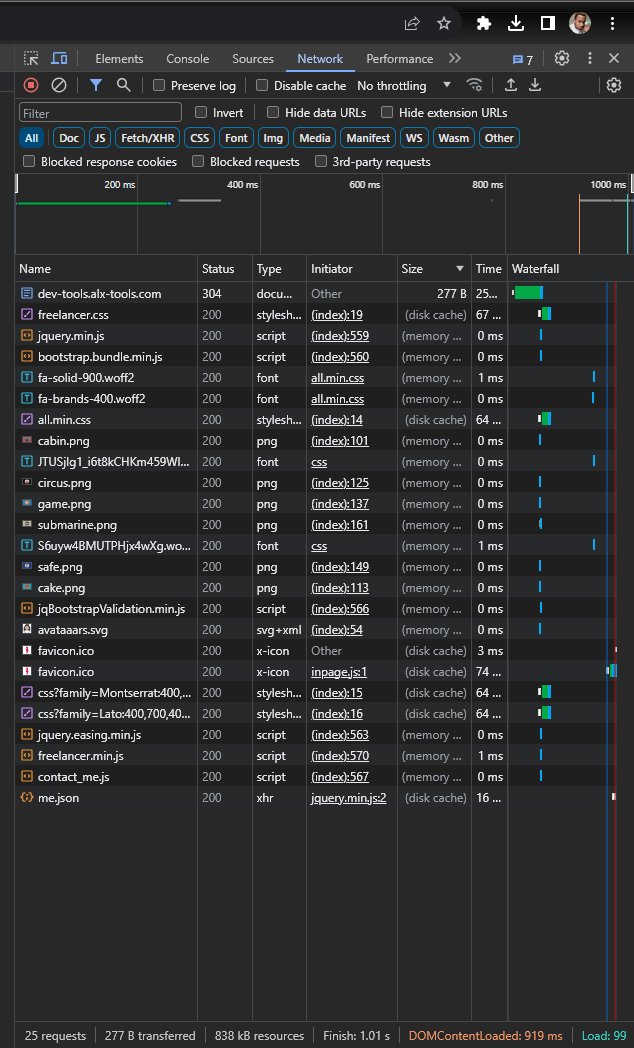 Elements Console Sources Network Performance 7
Preserve log Disable cache No throttling
Filter Invert Hide data URLs Hide extension URLs
All Doc JS Fetch/XHR CSS Font Img Media Manifest WS Wasm Other
Blocked response cookies Blocked requests 3rd-party requests
200 ms 400 ms 600 ms 800 ms 1000 ms
Name Status Type Initiator Size Time Waterfall
dev-tools.alx-tools.com 304 docu... Other 277 B 25...
freelancer.css 200 stylesh... (index):19 (disk cache) 67 ...
jquery.min.js 200 script (index):559 (memory ... 0 ms
bootstrap.bundle.min.js 200 script (index):560 (memory ... 0 ms
fa-solid-900.woff2 200 font all.min.css (memory ... 1 ms
fa-brands-400.woff2 200 font all.min.css (memory ... 0 ms
all.min.css 200 stylesh... (index):14 (disk cache) 64 ...
cabin.png 200 png (index):101 (memory ... 0 ms
JTUSjIg1_i6t8kCHKm459Wl... 200 font css (memory ... 0 ms
circus.png 200 png (index):125 (memory ... 0 ms
game.png 200 png (index):137 (memory ... 0 ms
submarine.png 200 png (index):161 (memory ... 0 ms
S6uyw4BMUTPHjx4wXg.wo... 200 font css (memory ... 1 ms
safe.png 200 png (index):149 (memory ... 0 ms
cake.png 200 png (index):113 (memory ... 0 ms
jqBootstrapValidation.min.js 200 script (index):566 (memory ... 0 ms
avataaars.svg 200 svg+xml (index):54 (memory ... 0 ms
favicon.ico 200 x-icon Other (disk cache) 3 ms
favicon.ico 200 x-icon inpage.js:1 (disk cache) 74 ...
css?family=Montserrat:400,... 200 stylesh... (index):15 (disk cache) 64 ...
css?family=Lato:400,700,40... 200 stylesh... (index):16 (disk cache) 64 ...
jquery.easing.min.js 200 script (index):563 (memory ... 0 ms
freelancer.min.js 200 script (index):570 (memory ... 1 ms
contact_me.js 200 script (index):567 (memory ... 0 ms
me.json 200 xhr jquery.min.js:2 (disk cache) 16 ...
25 requests 277 B transferred 838 kB resources Finish: 1.01 s DOMContentLoaded: 919 ms Load: 99